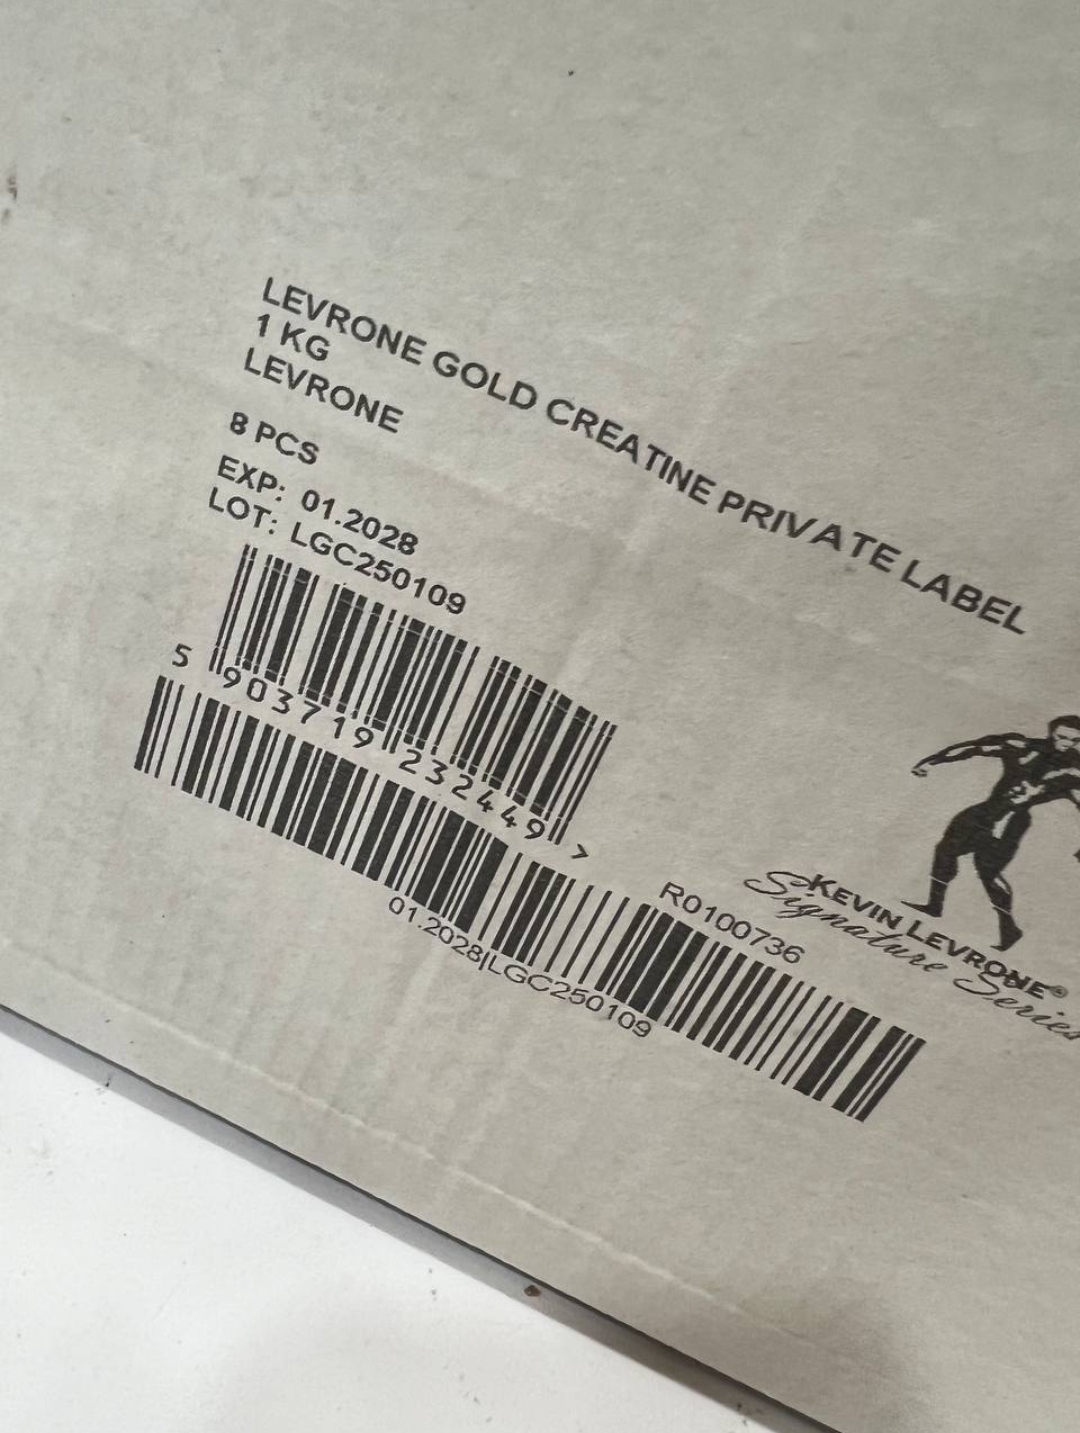 LEVRONE GOLD CREATINE PRIVATE LABEL
1 KG
LEVRONE
8 PCS
EXP: 01.2028
LOT: LGC250109
5 903719 232449 >
R0100736
01.2028|LGC250109
KEVIN LEVRONE®
Signature Series